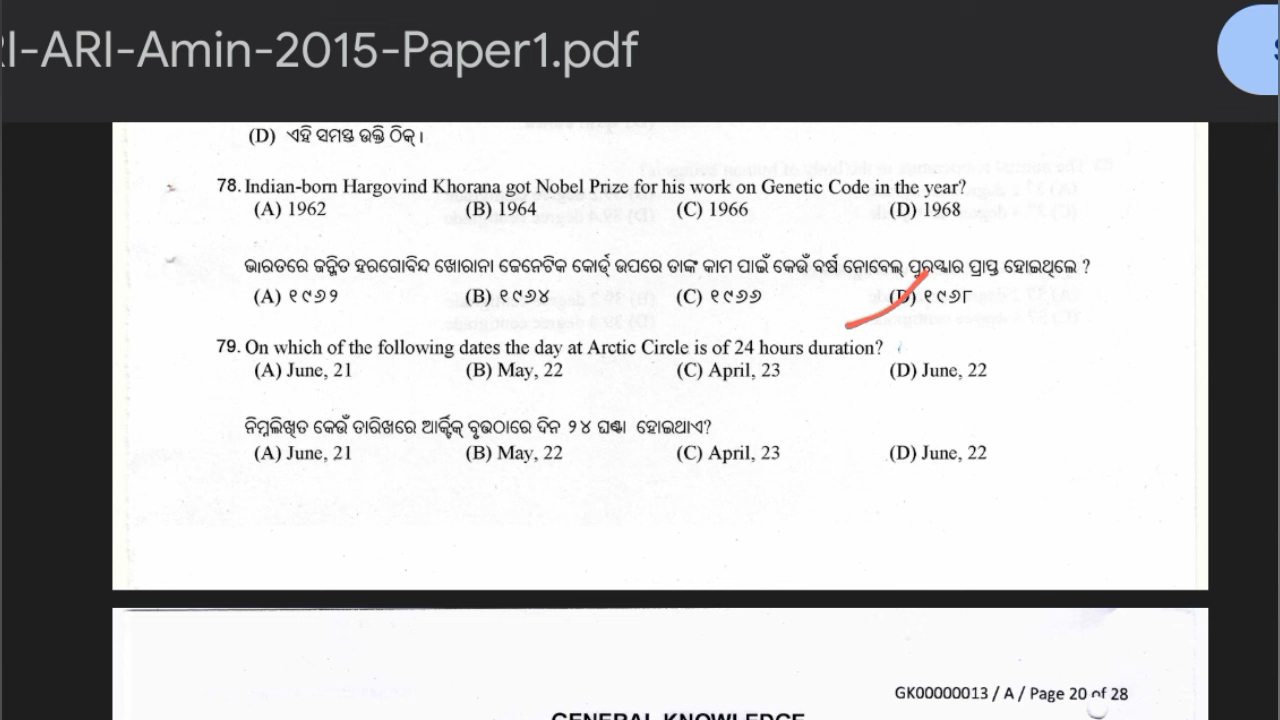 RI-ARI-Amin-2015-Paper1.pdf
(D) ଏହି ସମସ୍ତ ଉକ୍ତି ଠିକ୍।
78. Indian-born Hargovind Khorana got Nobel Prize for his work on Genetic Code in the year?
(A) 1962 (B) 1964 (C) 1966 (D) 1968
ଭାରତରେ ଜନ୍ମିତ ହରଗୋବିନ୍ଦ ଖୋରାନା ଜେନେଟିକ କୋର୍ଡ୍ ଉପରେ ତାଙ୍କ କାମ ପାଇଁ କେଉଁ ବର୍ଷ ନୋବେଲ୍ ପୁରସ୍କାର ପ୍ରାପ୍ତ ହୋଇଥିଲେ ?
(A) ୧୯୬୨ (B) ୧୯୬୪ (C) ୧୯୬୬ (D) ୧୯୬୮
79. On which of the following dates the day at Arctic Circle is of 24 hours duration?
(A) June, 21 (B) May, 22 (C) April, 23 (D) June, 22
ନିମ୍ନଲିଖିତ କେଉଁ ତାରିଖରେ ଆର୍କ୍ଟିକ୍ ବୃତ୍ତଠାରେ ଦିନ ୨୪ ଘଣ୍ଟା ହୋଇଥାଏ?
(A) June, 21 (B) May, 22 (C) April, 23 (D) June, 22
GK00000013 / A / Page 20 of 28
GENERAL KNOWLEDGE